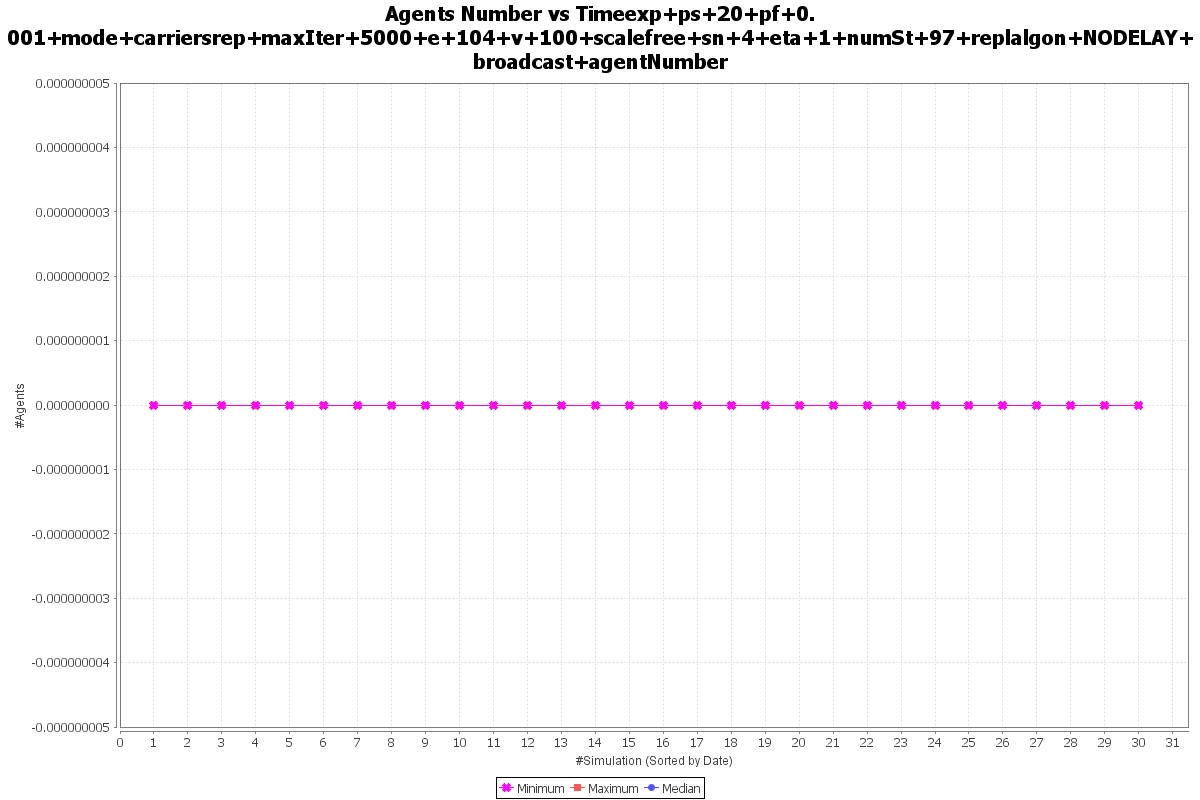 Agents Number vs Timeexp+ps+20+pf+0.
001+mode+carriersrep+maxIter+5000+e+104+v+100+scalefree+sn+4+eta+1+numSt+97+replalgon+NODELAY+
broadcast+agentNumber
0.000000005
0.000000004
0.000000003
0.000000002
0.000000001
0.000000000
-0.000000001
-0.000000002
-0.000000003
-0.000000004
-0.000000005
#Agents
0 1 2 3 4 5 6 7 8 9 10 11 12 13 14 15 16 17 18 19 20 21 22 23 24 25 26 27 28 29 30 31
#Simulation (Sorted by Date)
Minimum Maximum Median